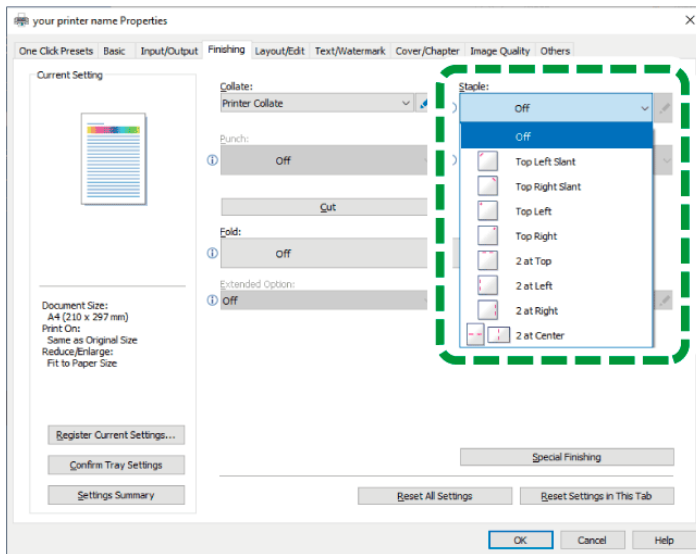 your printer name Properties
One Click Presets Basic Input/Output Finishing Layout/Edit Text/Watermark Cover/Chapter Image Quality Others
Current Setting
Document Size:
A4 (210 x 297 mm)
Print On:
Same as Original Size
Reduce/Enlarge:
Fit to Paper Size
Register Current Settings...
Confirm Tray Settings
Settings Summary
Collate:
Printer Collate
Punch:
Off
Cut
Fold:
Off
Extended Option:
Off
Staple:
Off
Off
Top Left Slant
Top Right Slant
Top Left
Top Right
2 at Top
2 at Left
2 at Right
2 at Center
Special Finishing
Reset All Settings
Reset Settings in This Tab
OK
Cancel
Help